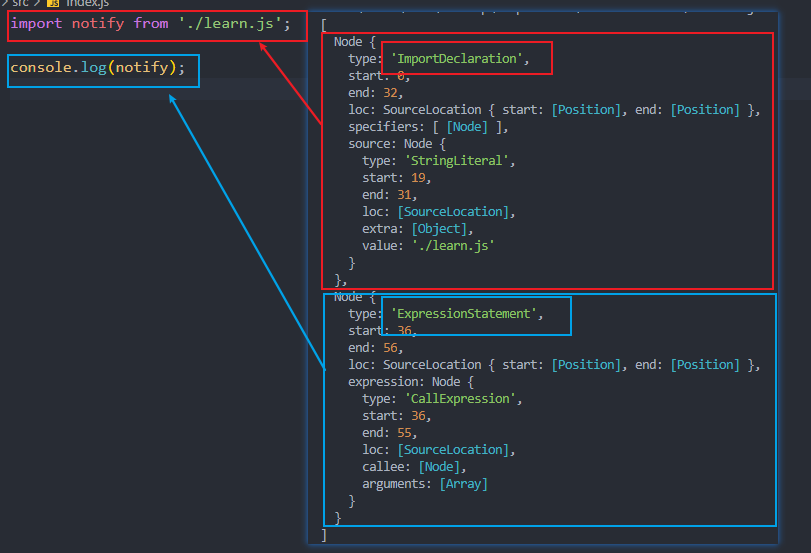 > src > JS index.js
import notify from './learn.js';
console.log(notify);
[
Node {
type: 'ImportDeclaration',
start: 0,
end: 32,
loc: SourceLocation { start: [Position], end: [Position] },
specifiers: [ [Node] ],
source: Node {
type: 'StringLiteral',
start: 19,
end: 31,
loc: [SourceLocation],
extra: [Object],
value: './learn.js'
}
},
Node {
type: 'ExpressionStatement',
start: 36,
end: 56,
loc: SourceLocation { start: [Position], end: [Position] },
expression: Node {
type: 'CallExpression',
start: 36,
end: 55,
loc: [SourceLocation],
callee: [Node],
arguments: [Array]
}
}
]